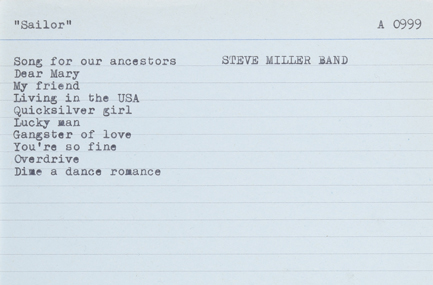 "Sailor" A 0999
Song for our ancestors STEVE MILLER BAND
Dear Mary
My friend
Living in the USA
Quicksilver girl
Lucky man
Gangster of love
You're so fine
Overdrive
Dime a dance romance